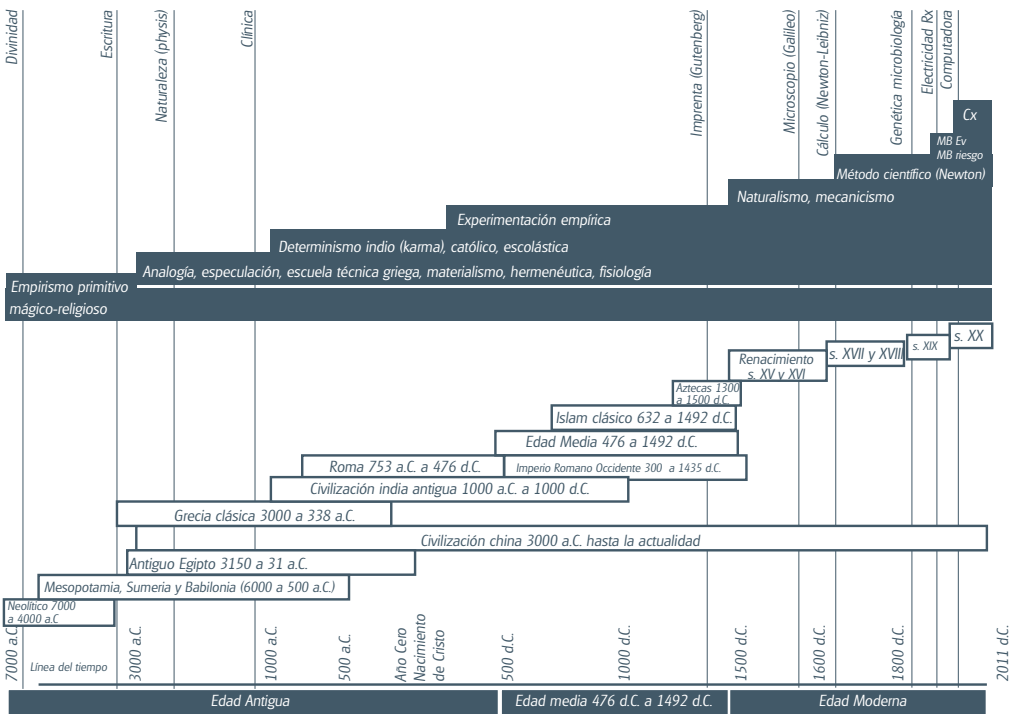 Divinidad
Escritura
Naturaleza (physis)
Clínica
Imprenta (Gutenberg)
Microscopio (Galileo)
Cálculo (Newton-Leibniz)
Genética microbiología
Electricidad Rx
Computadora
Cx
MB Ev
MB riesgo
Método científico (Newton)
Naturalismo, mecanicismo
Experimentación empírica
Determinismo indio (karma), católico, escolástica
Analogía, especulación, escuela técnica griega, materialismo, hermenéutica, fisiología
Empirismo primitivo
mágico-religioso
s. XX
s. XIX
s. XVII y XVIII
Renacimiento
s. XV y XVI
Aztecas 1300
a 1500 d.C.
Islam clásico 632 a 1492 d.C.
Edad Media 476 a 1492 d.C.
Roma 753 a.C. a 476 d.C.
Imperio Romano Occidente 300 a 1435 d.C.
Civilización india antigua 1000 a.C. a 1000 d.C.
Grecia clásica 3000 a 338 a.C.
Civilización china 3000 a.C. hasta la actualidad
Antiguo Egipto 3150 a 31 a.C.
Mesopotamia, Sumeria y Babilonia (6000 a 500 a.C.)
Neolítico 7000
a 4000 a.C
7000 a.C.
Línea del tiempo
3000 a.C.
1000 a.C.
500 a.C.
Año Cero
Nacimiento
de Cristo
500 d.C.
1000 d.C.
1500 d.C.
1600 d.C.
1800 d.C.
2011 d.C.
Edad Antigua
Edad media 476 d.C. a 1492 d.C.
Edad Moderna